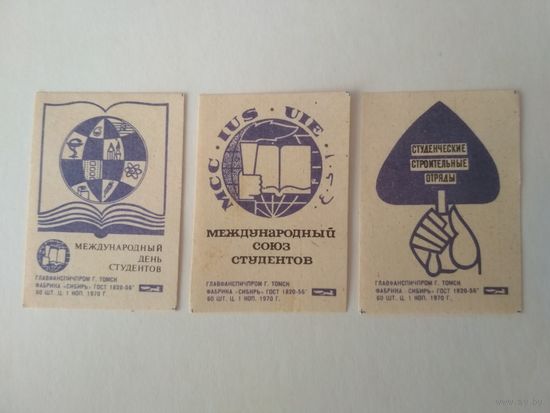 МЕЖДУНАРОДНЫЙ
ДЕНЬ
СТУДЕНТОВ
ГЛАВФАНСПИЧПРОМ Г. ТОМСК
ФАБРИКА «СИБИРЬ» ГОСТ 1820-56
60 ШТ. Ц. 1 КОП. 1970 Г.
МСС · IUS · UIE ·
МЕЖДУНАРОДНЫЙ
СОЮЗ
СТУДЕНТОВ
ГЛАВФАНСПИЧПРОМ Г. ТОМСК
ФАБРИКА «СИБИРЬ» ГОСТ 1820-56
60 ШТ. Ц. 1 КОП. 1970 Г.
СТУДЕНЧЕСКИЕ
СТРОИТЕЛЬНЫЕ
ОТРЯДЫ
ГЛАВФАНСПИЧПРОМ Г. ТОМСК
ФАБРИКА «СИБИРЬ» ГОСТ 1820-56
60 ШТ. Ц. 1 КОП. 1970 Г.